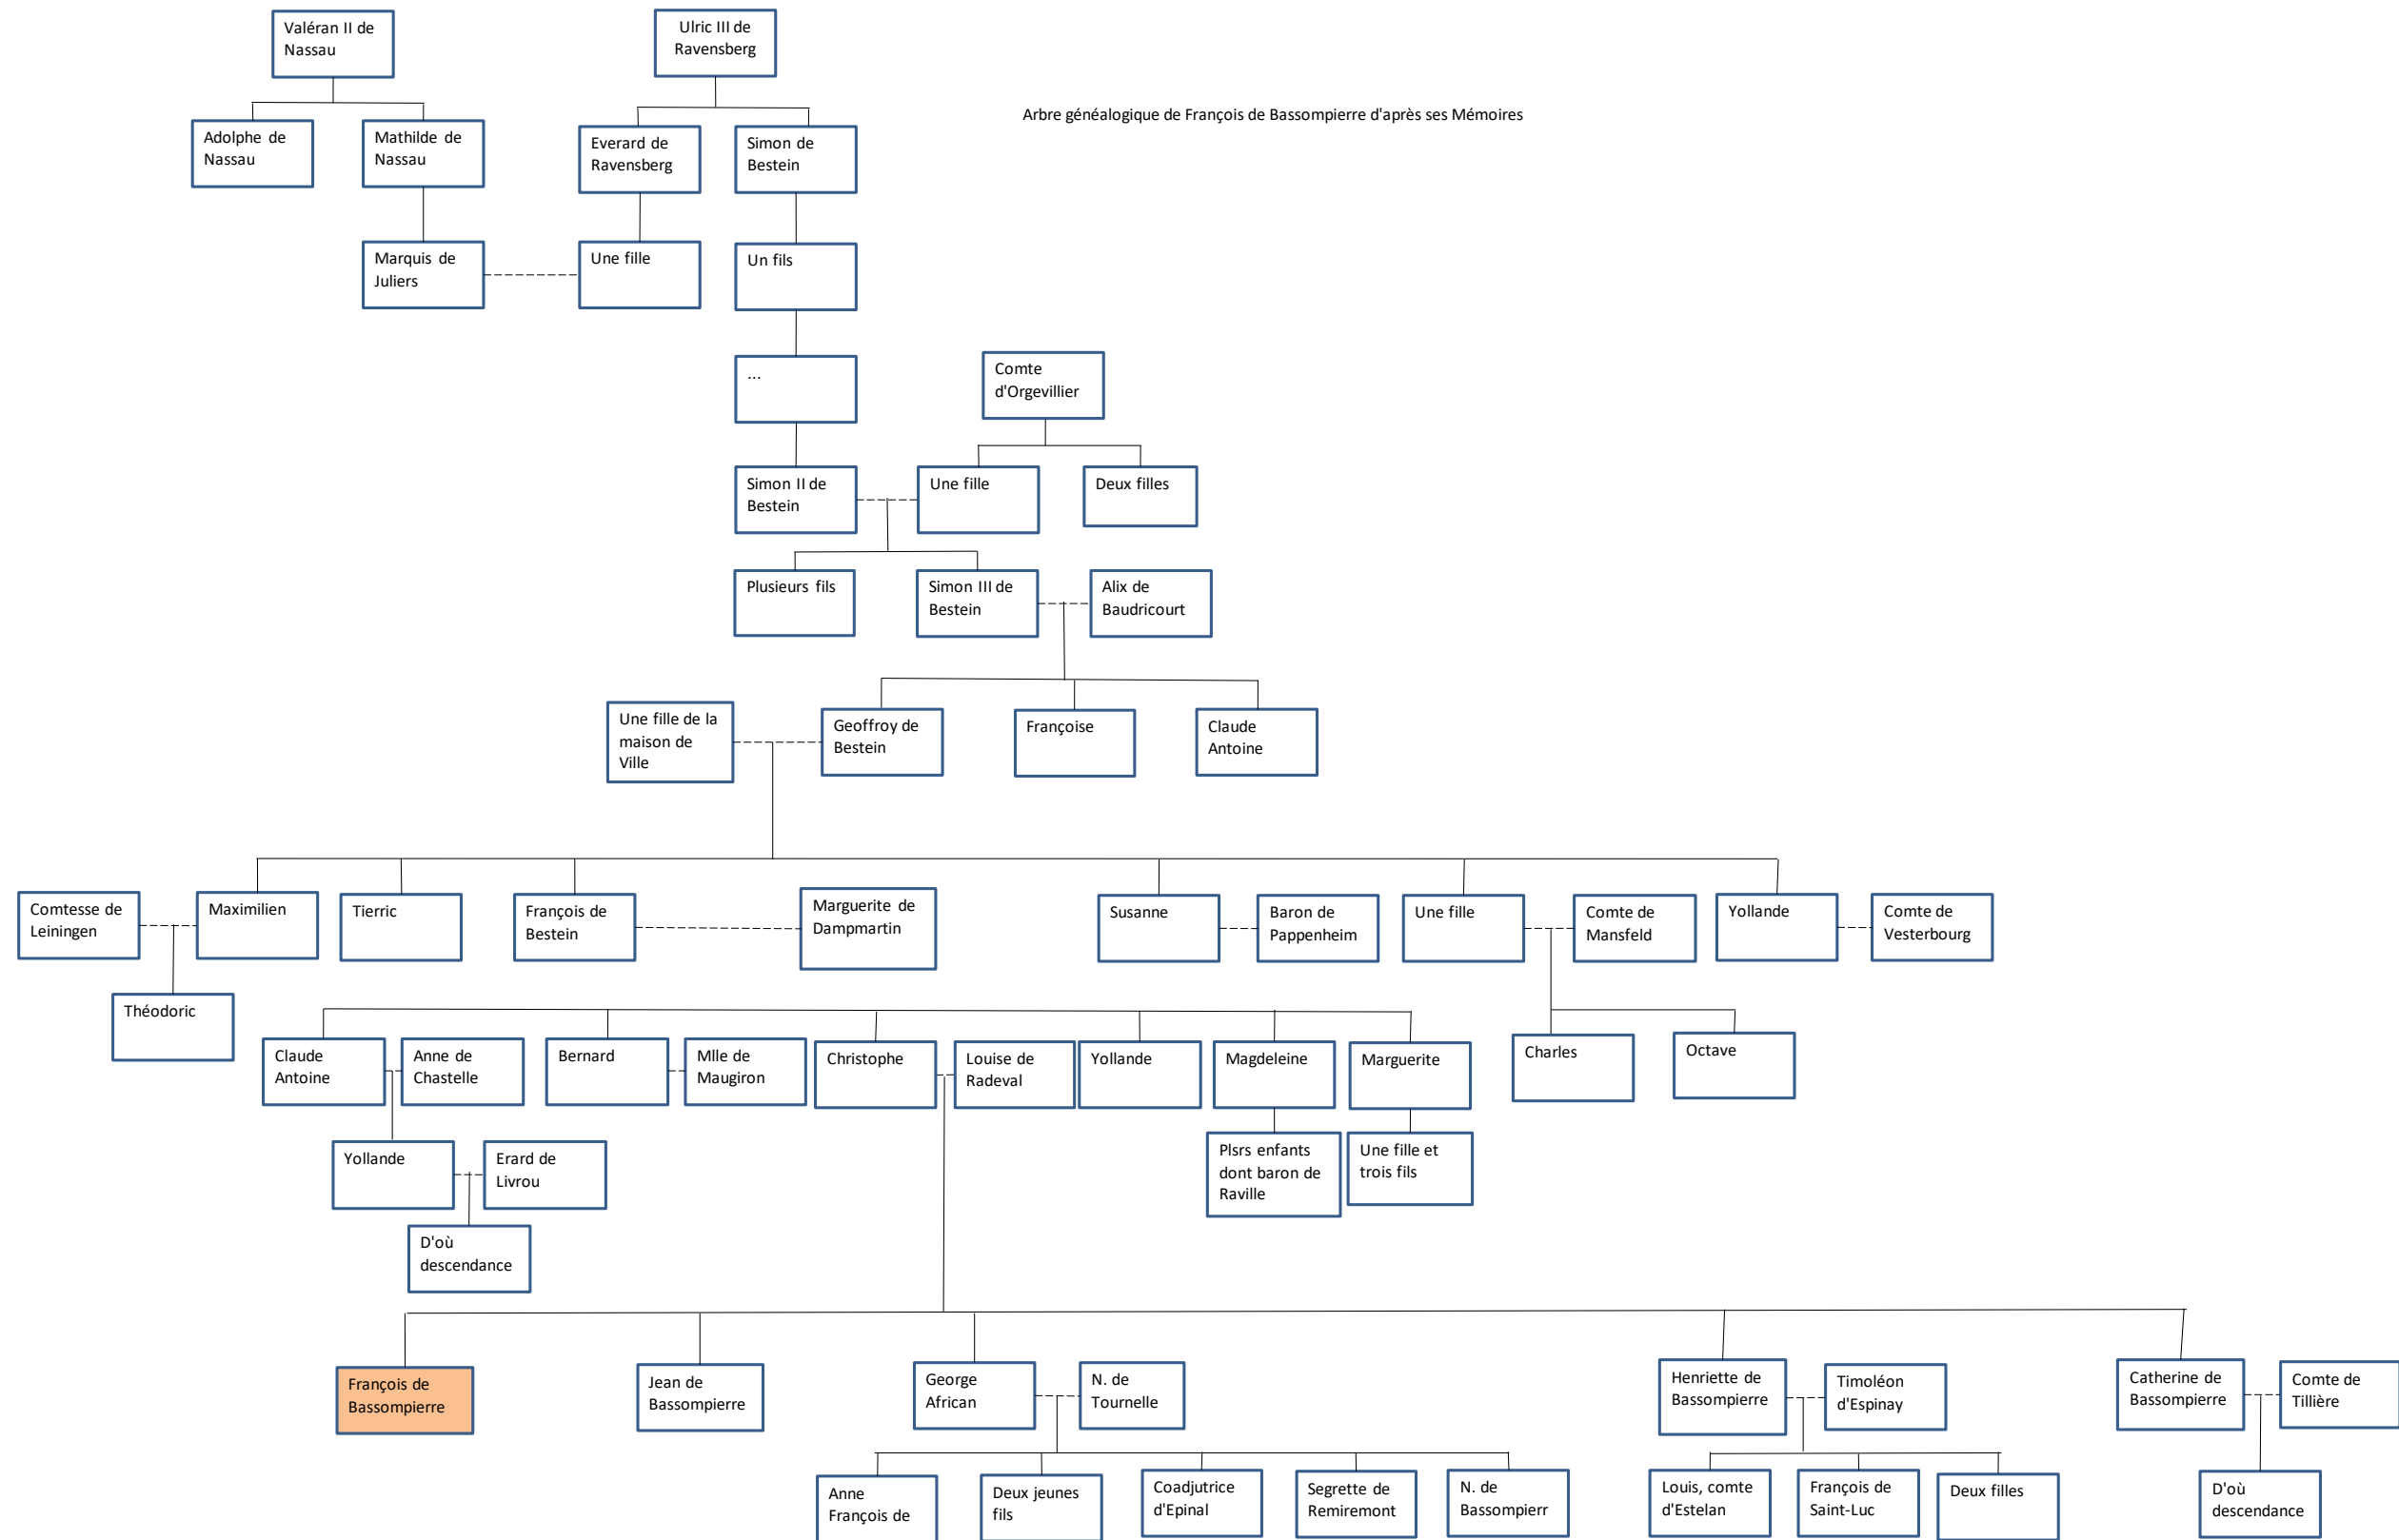 Valéran II de
Nassau
Ulric III de
Ravensberg
Arbre généalogique de François de Bassompierre d'après ses Mémoires
Adolphe de
Nassau
Mathilde de
Nassau
Everard de
Ravensberg
Simon de
Bestein
Marquis de
Juliers
Une fille
Un fils
...
Comte
d'Orgevillier
Simon II de
Bestein
Une fille
Deux filles
Plusieurs fils
Simon III de
Bestein
Alix de
Baudricourt
Une fille de la
maison de
Ville
Geoffroy de
Bestein
Françoise
Claude
Antoine
Comtesse de
Leiningen
Maximilien
Tierric
François de
Bestein
Marguerite de
Dampmartin
Susanne
Baron de
Pappenheim
Une fille
Comte de
Mansfeld
Yollande
Comte de
Vesterbourg
Théodoric
Claude
Antoine
Anne de
Chastelle
Bernard
Mlle de
Maugiron
Christophe
Louise de
Radeval
Yollande
Magdeleine
Marguerite
Charles
Octave
Yollande
Erard de
Livrou
Plsrs enfants
dont baron de
Raville
Une fille et
trois fils
D'où
descendance
François de
Bassompierre
Jean de
Bassompierre
George
African
N. de
Tournelle
Henriette de
Bassompierre
Timoléon
d'Espinay
Catherine de
Bassompierre
Comte de
Tillière
Anne
François de
Deux jeunes
fils
Coadjutrice
d'Epinal
Segrette de
Remiremont
N. de
Bassompierr
Louis, comte
d'Estelan
François de
Saint-Luc
Deux filles
D'où
descendance